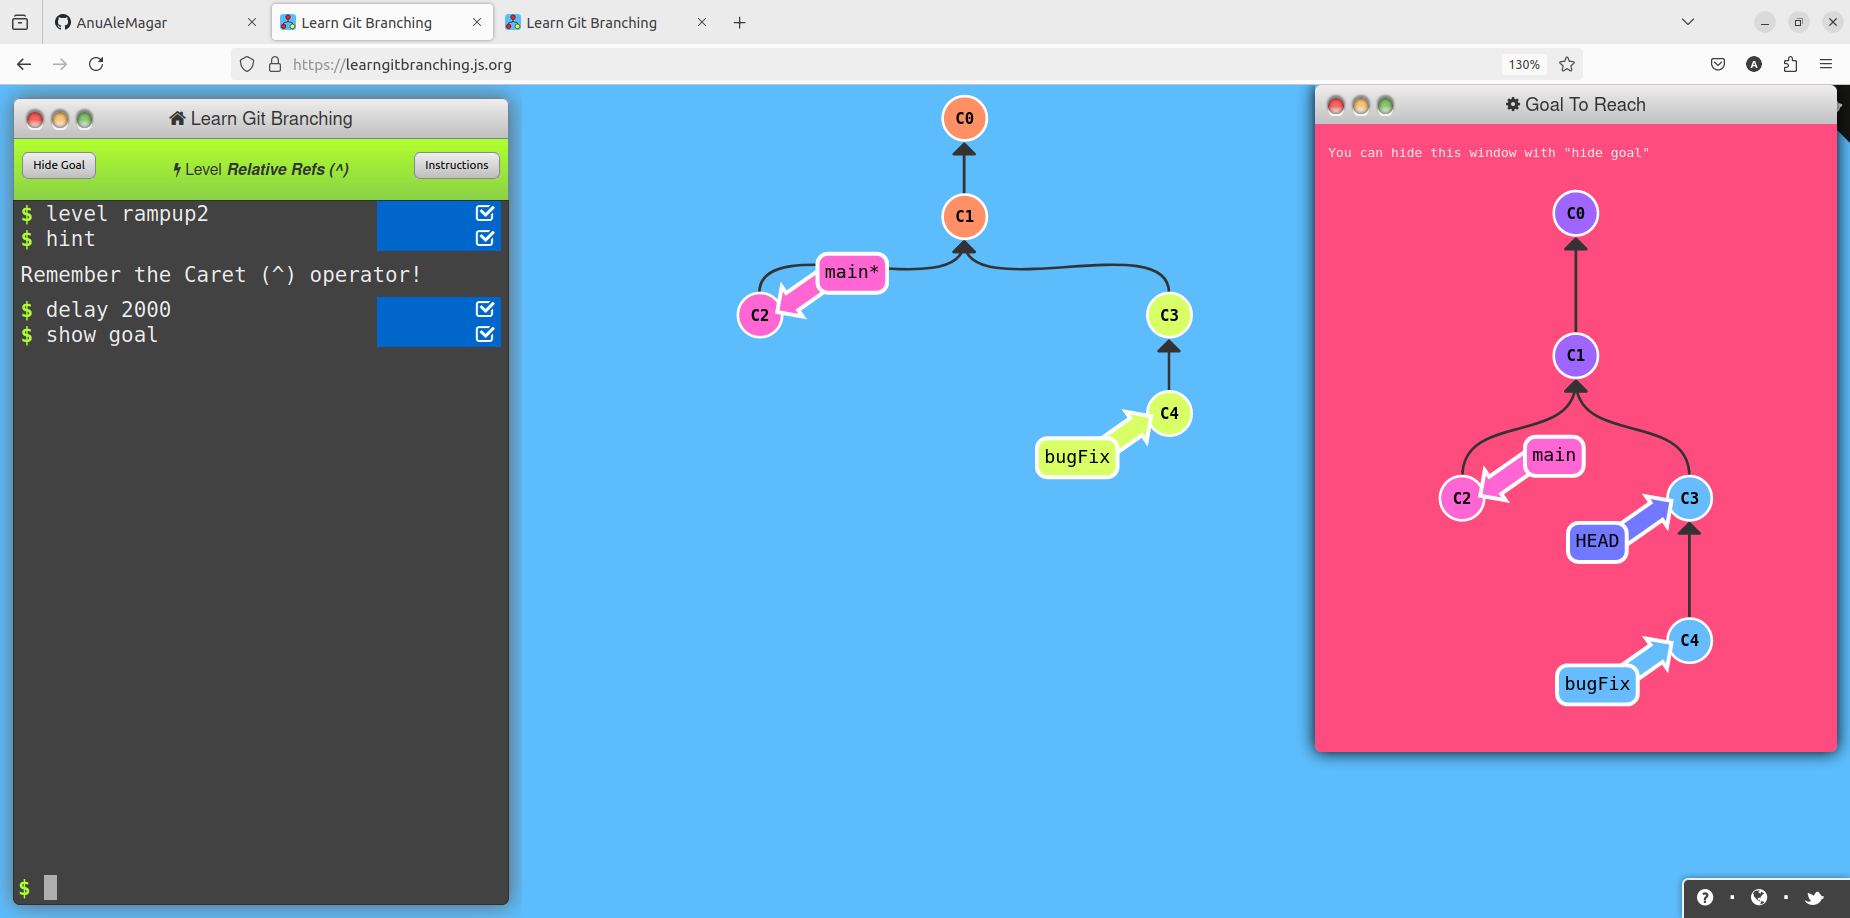 AnuAleMagar
Learn Git Branching
Learn Git Branching
https://learngitbranching.js.org
130%
A
Learn Git Branching
Hide Goal
Level Relative Refs (^)
Instructions
$ level rampup2
$ hint
Remember the Caret (^) operator!
$ delay 2000
$ show goal
$
C0
C1
main*
C2
C3
C4
bugFix
Goal To Reach
You can hide this window with "hide goal"
C0
C1
main
C2
C3
HEAD
C4
bugFix